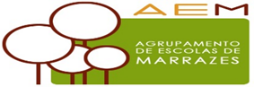 AEM
AGRUPAMENTO
DE ESCOLAS DE
MARRAZES